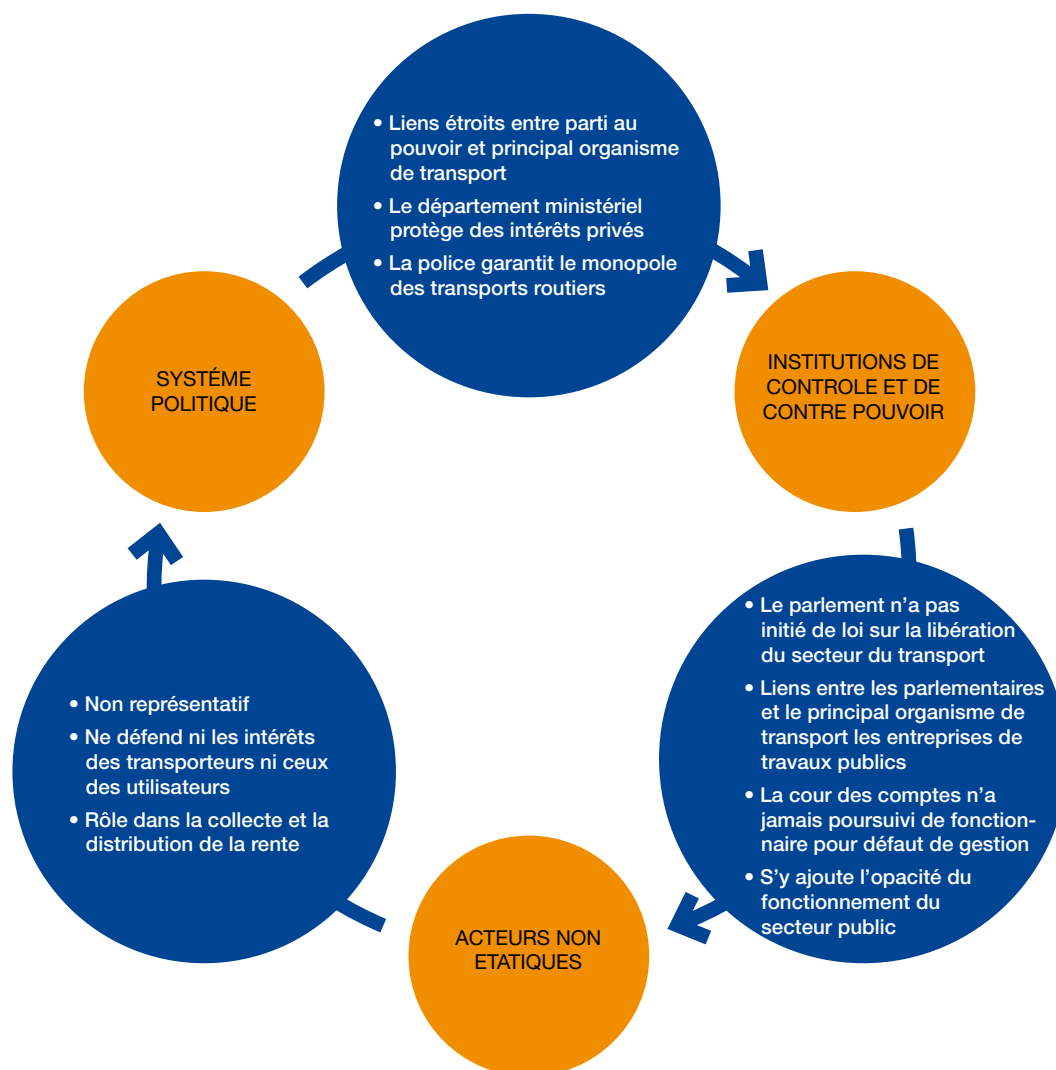 • Liens étroits entre parti au
pouvoir et principal organisme
de transport
• Le département ministériel
protège des intérêts privés
• La police garantit le monopole
des transports routiers
SYSTÉME
POLITIQUE
INSTITUTIONS DE
CONTROLE ET DE
CONTRE POUVOIR
• Le parlement n’a pas
initié de loi sur la libération
du secteur du transport
• Liens entre les parlementaires
et le principal organisme de
transport les entreprises de
travaux publics
• La cour des comptes n’a
jamais poursuivi de fonction-
naire pour défaut de gestion
• S’y ajoute l’opacité du
fonctionnement du
secteur public
• Non représentatif
• Ne défend ni les intérêts
des transporteurs ni ceux
des utilisateurs
• Rôle dans la collecte et la
distribution de la rente
ACTEURS NON
ETATIQUES